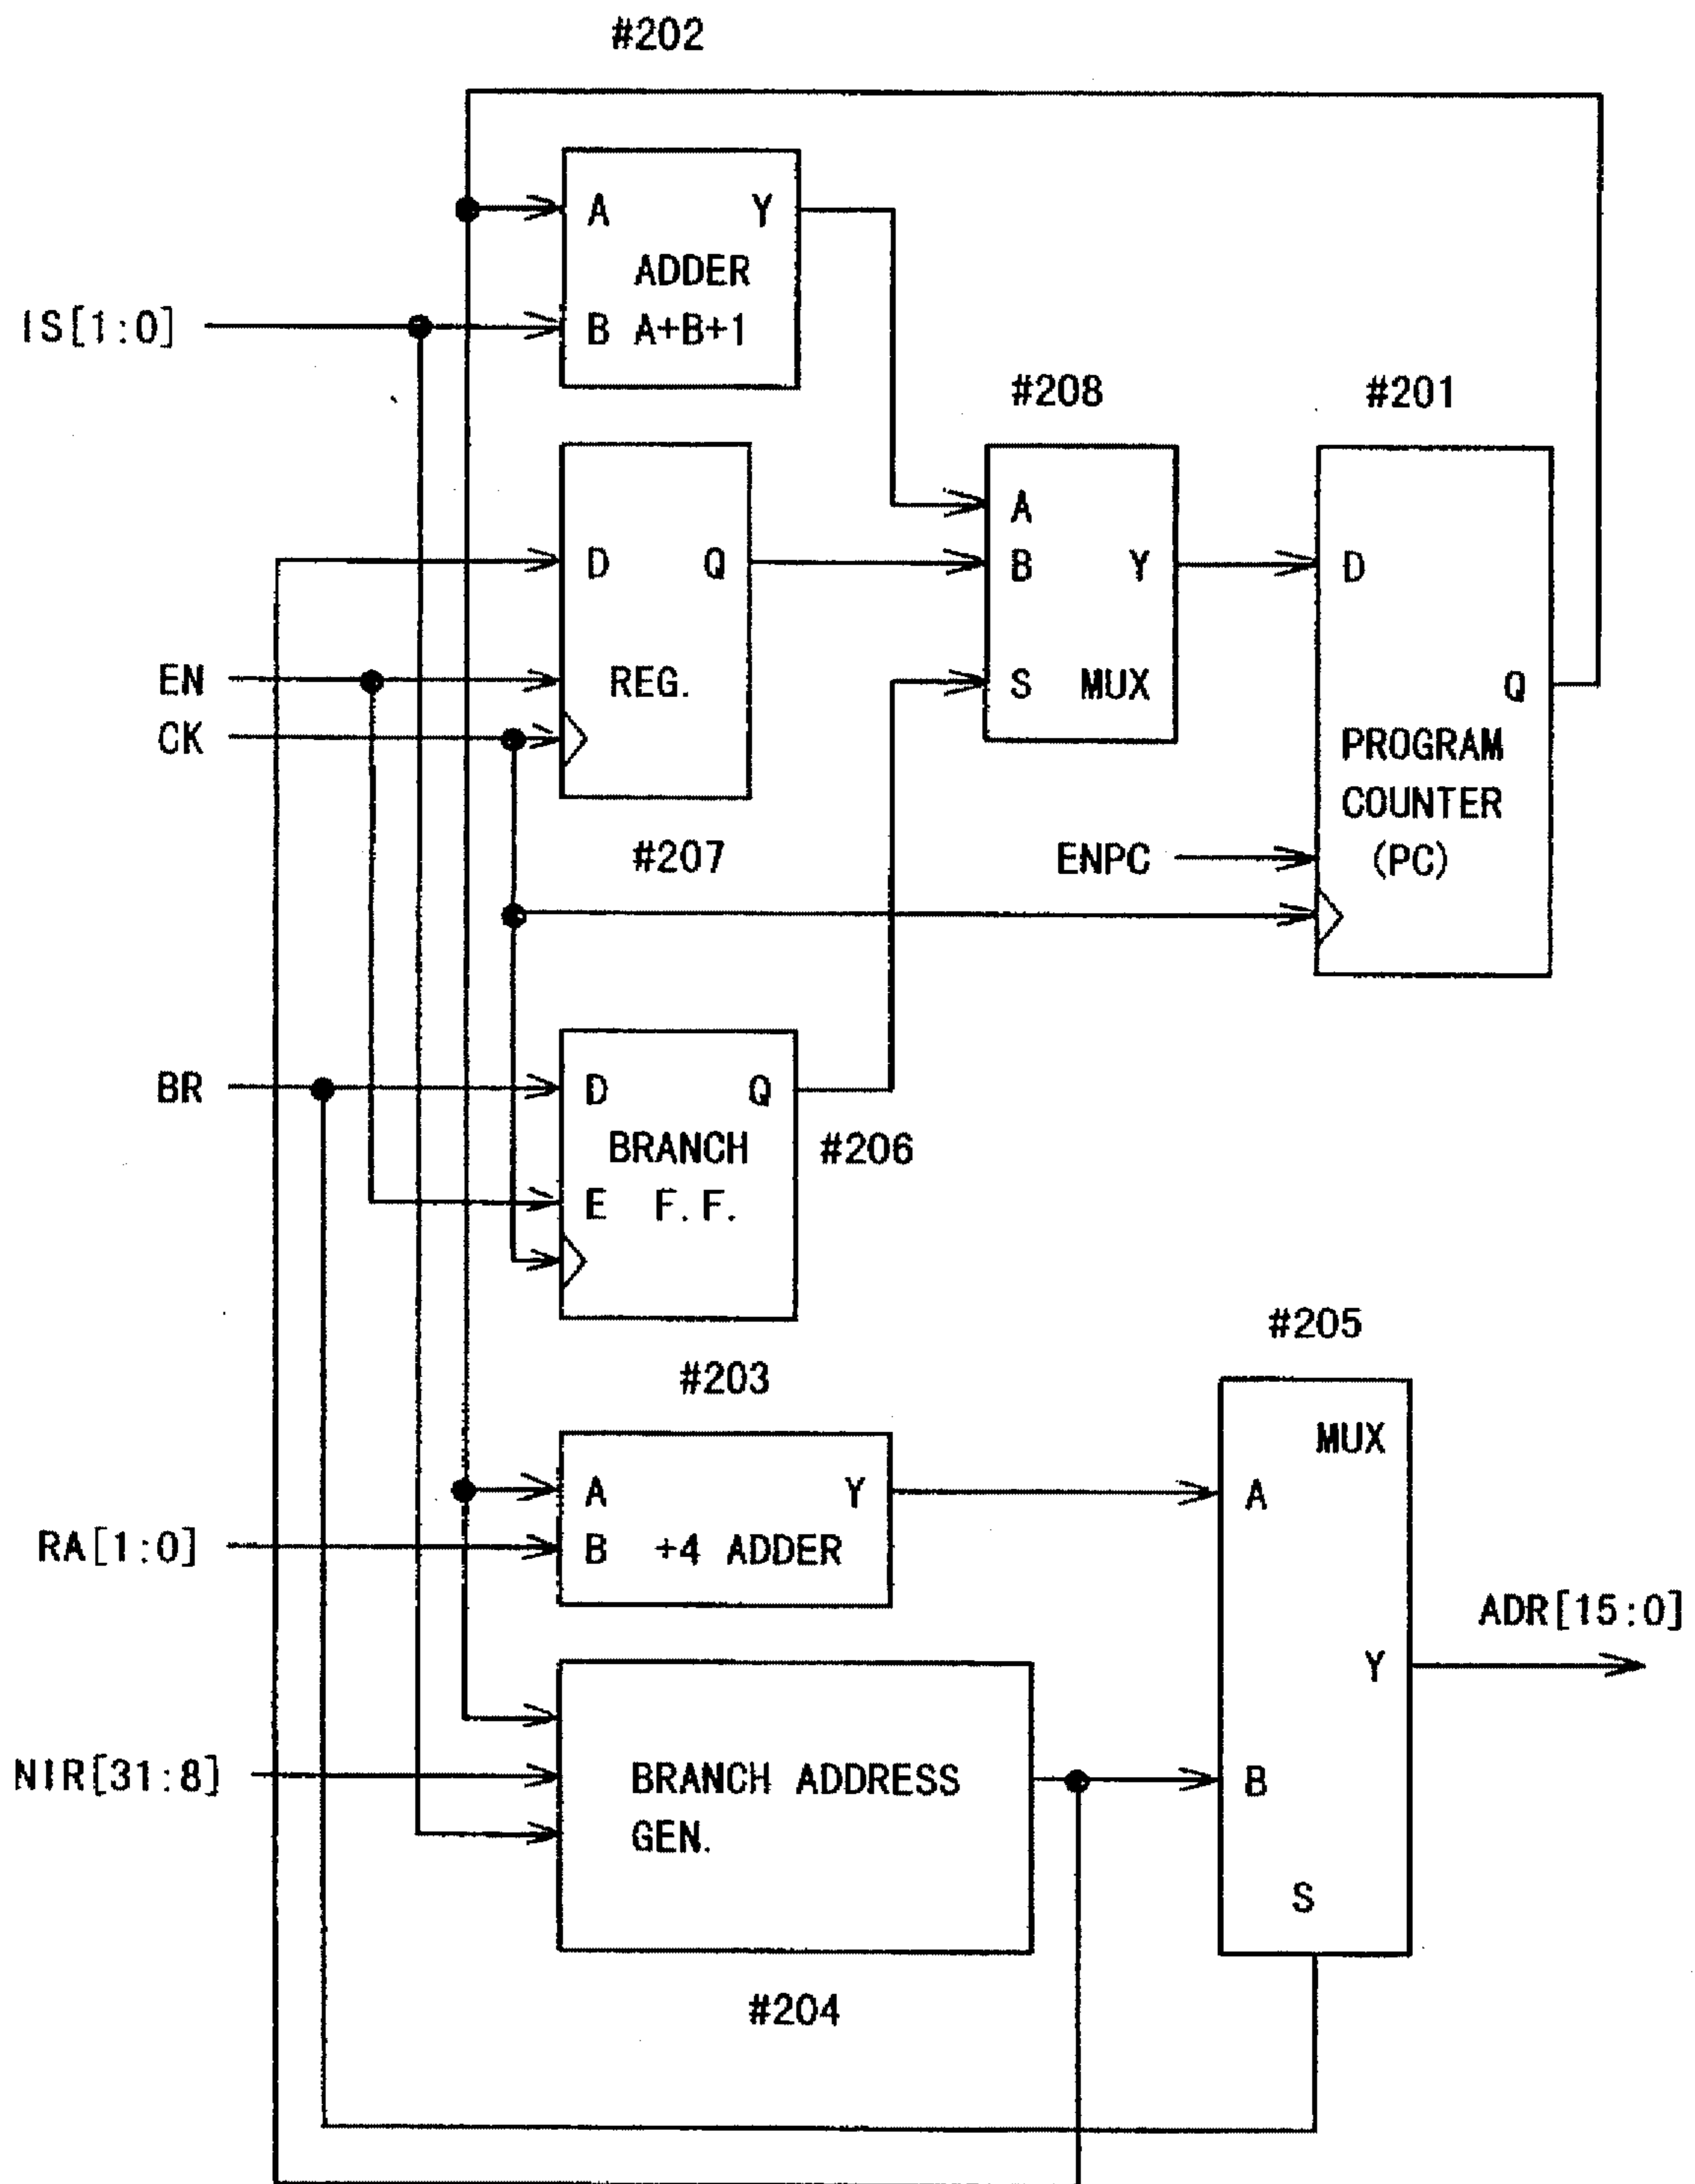 #202
A Y
ADDER
IS[1:0]
B A+B+1
#208
#201
A
D Q
B Y
D
EN
REG.
S MUX
Q
CK
PROGRAM
COUNTER
(PC)
#207
ENPC
BR
D Q
BRANCH
#206
E F.F.
#205
#203
MUX
A Y
A
RA[1:0]
B +4 ADDER
ADR[15:0]
Y
NIR[31:8]
BRANCH ADDRESS
GEN.
B
S
#204